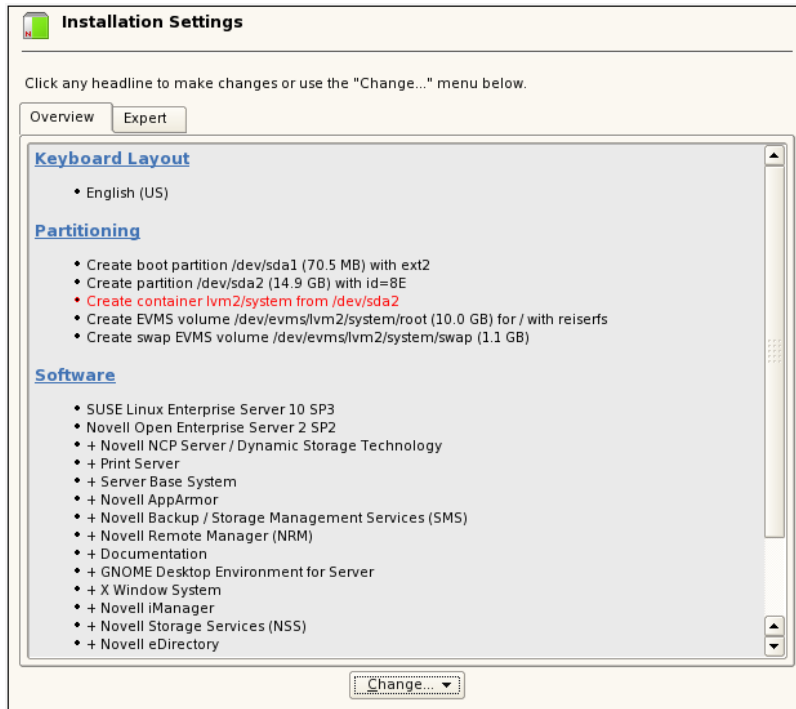 Installation Settings
Click any headline to make changes or use the "Change..." menu below.
Overview
Expert
Keyboard Layout
• English (US)
Partitioning
• Create boot partition /dev/sda1 (70.5 MB) with ext2
• Create partition /dev/sda2 (14.9 GB) with id=8E
• Create container lvm2/system from /dev/sda2
• Create EVMS volume /dev/evms/lvm2/system/root (10.0 GB) for / with reiserfs
• Create swap EVMS volume /dev/evms/lvm2/system/swap (1.1 GB)
Software
• SUSE Linux Enterprise Server 10 SP3
• Novell Open Enterprise Server 2 SP2
• + Novell NCP Server / Dynamic Storage Technology
• + Print Server
• + Server Base System
• + Novell AppArmor
• + Novell Backup / Storage Management Services (SMS)
• + Novell Remote Manager (NRM)
• + Documentation
• + GNOME Desktop Environment for Server
• + X Window System
• + Novell iManager
• + Novell Storage Services (NSS)
• + Novell eDirectory
Change...